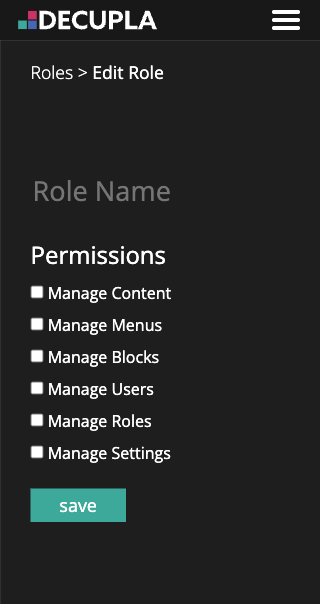 DECUPLA
Roles > Edit Role
Role Name
Permissions
Manage Content
Manage Menus
Manage Blocks
Manage Users
Manage Roles
Manage Settings
save